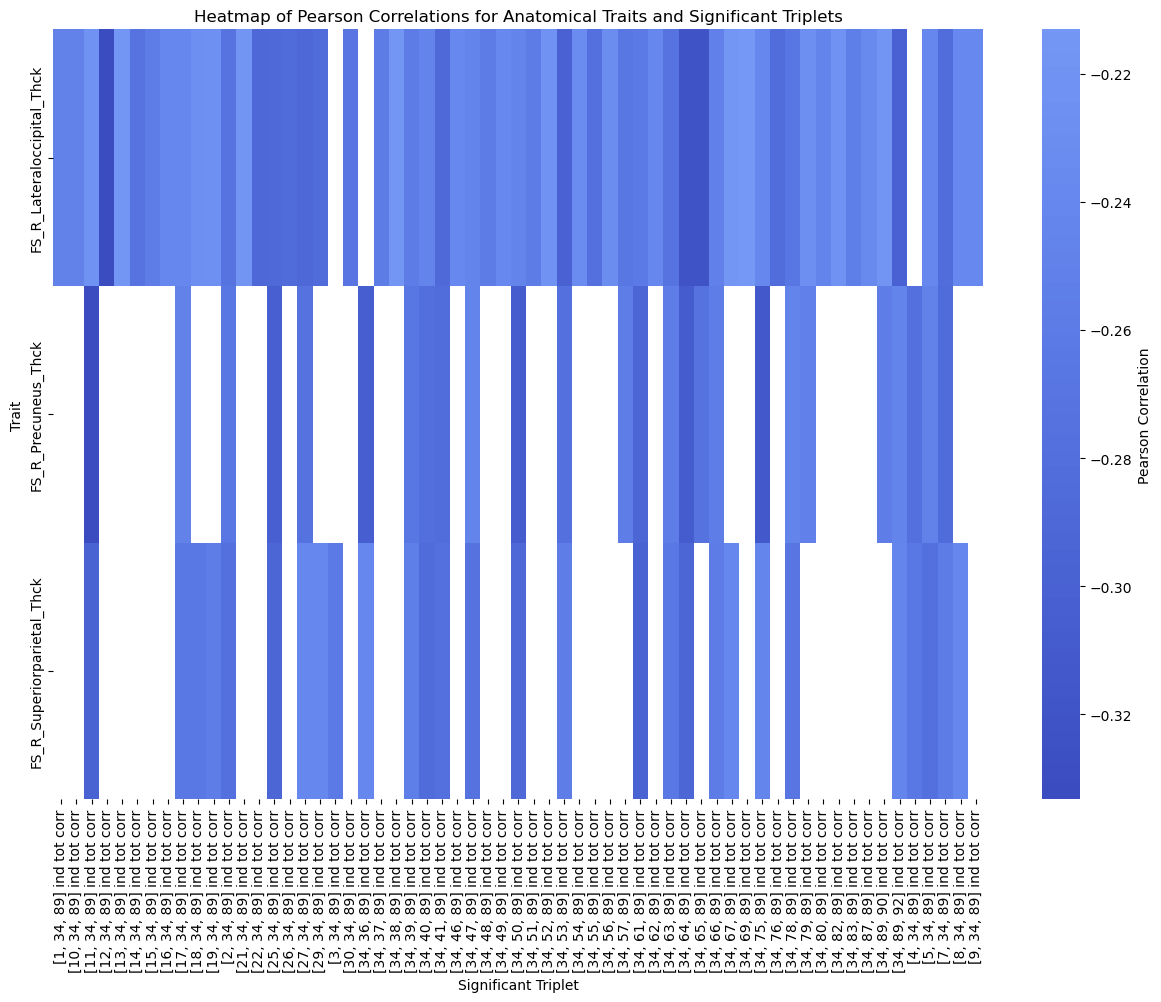 Heatmap of Pearson Correlations for Anatomical Traits and Significant Triplets
Trait
FS_R_Lateraloccipital_Thck
FS_R_Precuneus_Thck
FS_R_Superiorparietal_Thck
[1, 34, 89] ind tot corr
[10, 34, 89] ind tot corr
[11, 34, 89] ind tot corr
[12, 34, 89] ind tot corr
[13, 34, 89] ind tot corr
[14, 34, 89] ind tot corr
[15, 34, 89] ind tot corr
[16, 34, 89] ind tot corr
[17, 34, 89] ind tot corr
[18, 34, 89] ind tot corr
[19, 34, 89] ind tot corr
[2, 34, 89] ind tot corr
[21, 34, 89] ind tot corr
[22, 34, 89] ind tot corr
[25, 34, 89] ind tot corr
[26, 34, 89] ind tot corr
[27, 34, 89] ind tot corr
[29, 34, 89] ind tot corr
[3, 34, 89] ind tot corr
[30, 34, 89] ind tot corr
[34, 36, 89] ind tot corr
[34, 37, 89] ind tot corr
[34, 38, 89] ind tot corr
[34, 39, 89] ind tot corr
[34, 40, 89] ind tot corr
[34, 41, 89] ind tot corr
[34, 46, 89] ind tot corr
[34, 47, 89] ind tot corr
[34, 48, 89] ind tot corr
[34, 49, 89] ind tot corr
[34, 50, 89] ind tot corr
[34, 51, 89] ind tot corr
[34, 52, 89] ind tot corr
[34, 53, 89] ind tot corr
[34, 54, 89] ind tot corr
[34, 55, 89] ind tot corr
[34, 56, 89] ind tot corr
[34, 57, 89] ind tot corr
[34, 61, 89] ind tot corr
[34, 62, 89] ind tot corr
[34, 63, 89] ind tot corr
[34, 64, 89] ind tot corr
[34, 65, 89] ind tot corr
[34, 66, 89] ind tot corr
[34, 67, 89] ind tot corr
[34, 69, 89] ind tot corr
[34, 75, 89] ind tot corr
[34, 76, 89] ind tot corr
[34, 78, 89] ind tot corr
[34, 79, 89] ind tot corr
[34, 80, 89] ind tot corr
[34, 82, 89] ind tot corr
[34, 83, 89] ind tot corr
[34, 87, 89] ind tot corr
[34, 89, 90] ind tot corr
[34, 89, 92] ind tot corr
[4, 34, 89] ind tot corr
[5, 34, 89] ind tot corr
[7, 34, 89] ind tot corr
[8, 34, 89] ind tot corr
[9, 34, 89] ind tot corr
Significant Triplet
−0.22
−0.24
−0.26
−0.28
−0.30
−0.32
Pearson Correlation